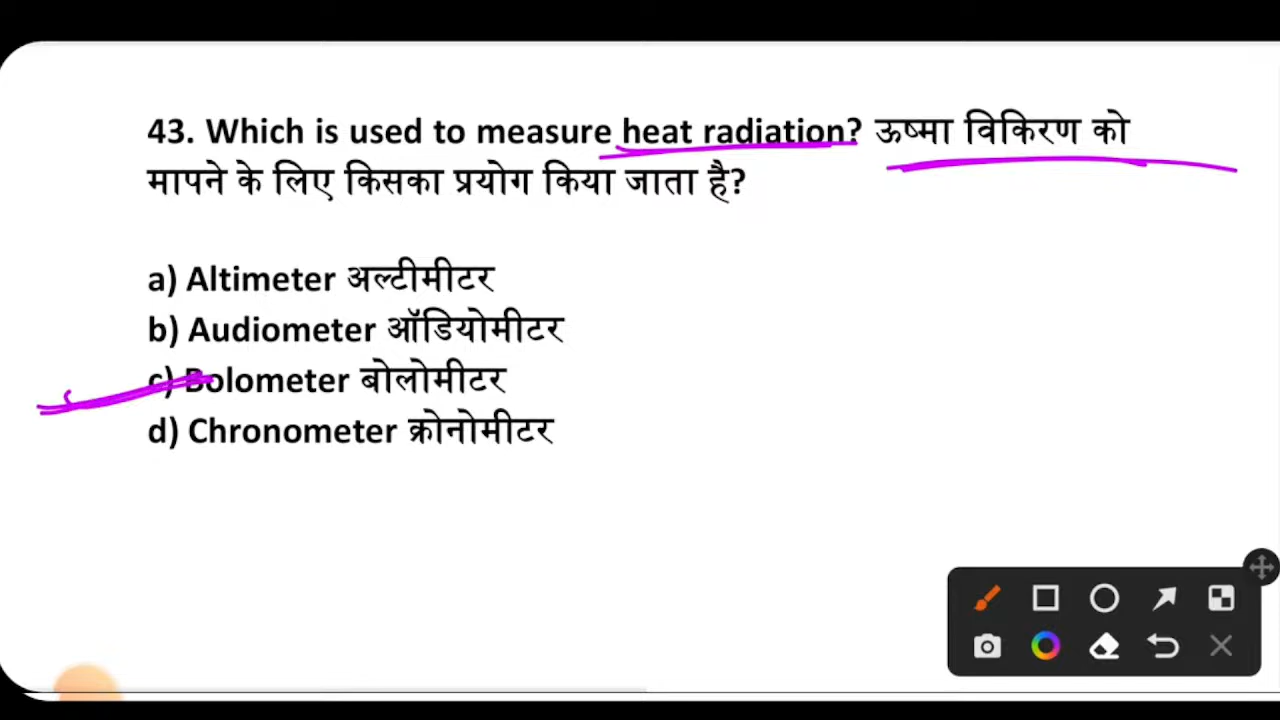 43. Which is used to measure heat radiation? ऊष्मा विकिरण को
मापने के लिए किसका प्रयोग किया जाता है?
a) Altimeter अल्टीमीटर
b) Audiometer ऑडियोमीटर
c) Bolometer बोलोमीटर
d) Chronometer क्रोनोमीटर